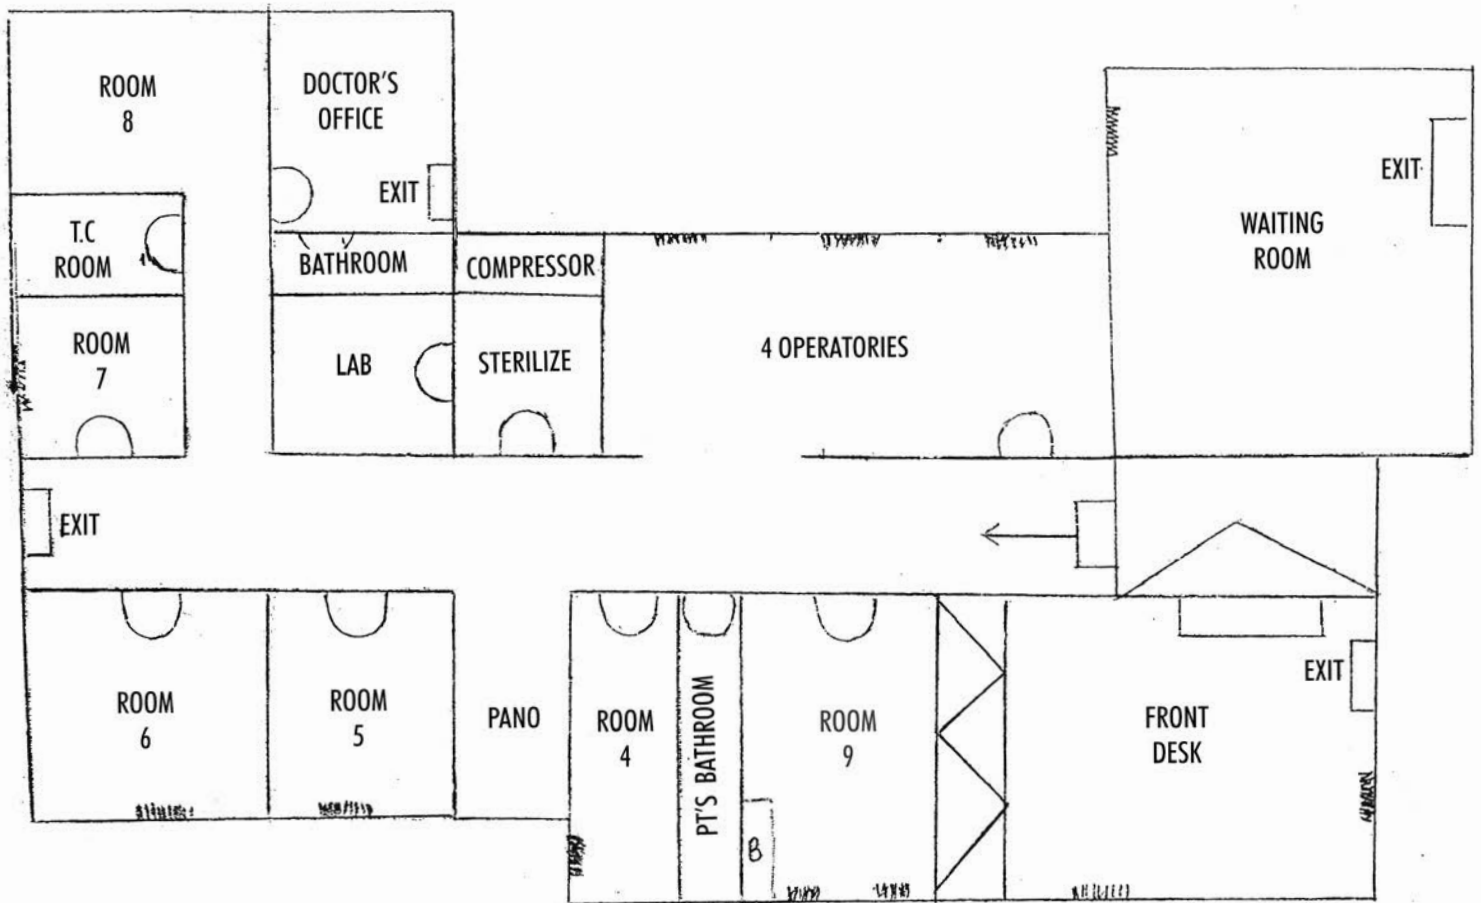 ROOM
8
DOCTOR'S
OFFICE
EXIT
EXIT
WAITING
ROOM
T.C
ROOM
BATHROOM
COMPRESSOR
ROOM
7
LAB
STERILIZE
4 OPERATORIES
EXIT
ROOM
6
ROOM
5
PANO
ROOM
4
PT'S BATHROOM
ROOM
9
B
FRONT
DESK
EXIT